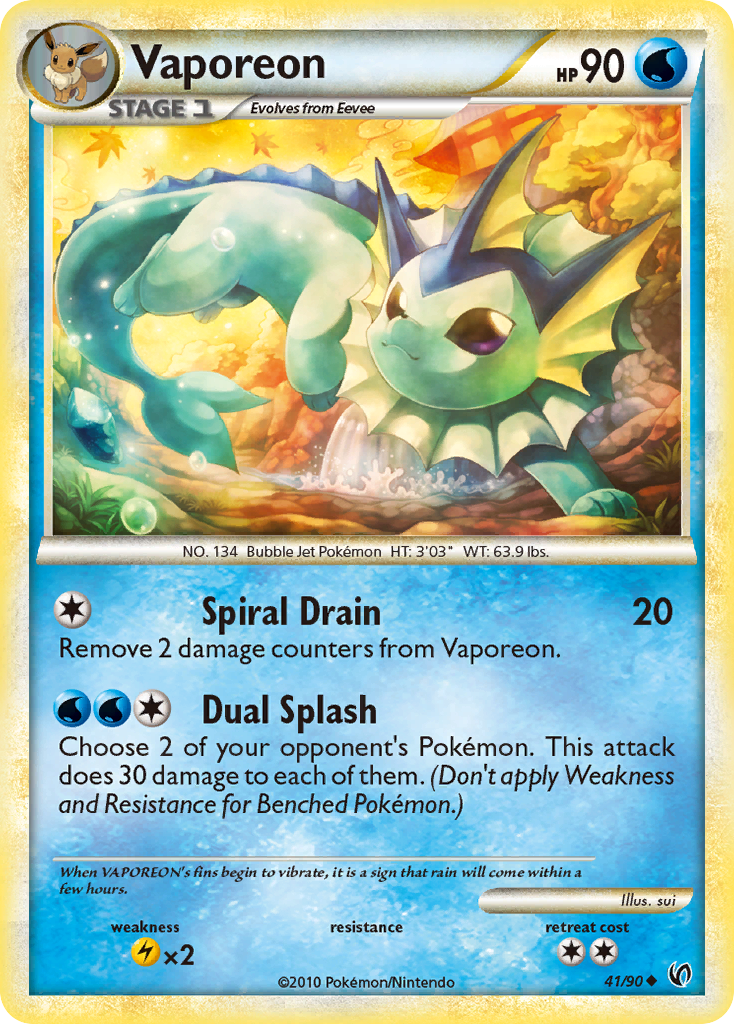 Vaporeon
HP 90
STAGE 1
Evolves from Eevee
NO. 134 Bubble Jet Pokémon HT: 3'03" WT: 63.9 lbs.
Spiral Drain 20
Remove 2 damage counters from Vaporeon.
Dual Splash
Choose 2 of your opponent's Pokémon. This attack
does 30 damage to each of them. (Don't apply Weakness
and Resistance for Benched Pokémon.)
When VAPOREON's fins begin to vibrate, it is a sign that rain will come within a
few hours.
Illus. sui
weakness resistance retreat cost
×2
©2010 Pokémon/Nintendo
41/90